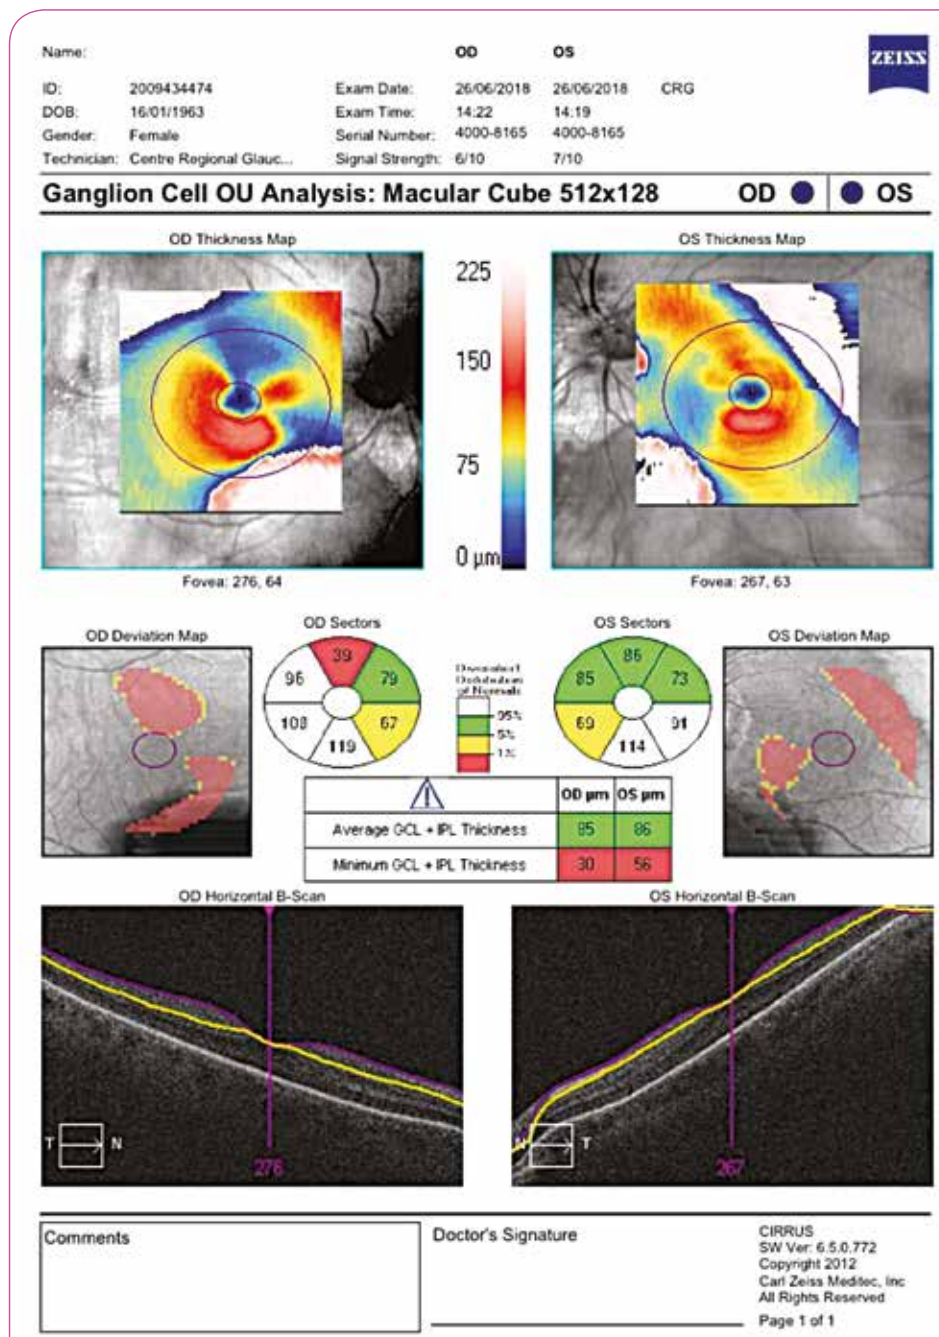 Name: OD OS
ZEISS
ID: 2009434474 Exam Date: 26/06/2018 26/06/2018 CRG
DOB: 16/01/1963 Exam Time: 14:22 14:19
Gender: Female Serial Number: 4000-8165 4000-8165
Technician: Centre Regional Glauc... Signal Strength: 6/10 7/10
Ganglion Cell OU Analysis: Macular Cube 512x128 OD OS
OD Thickness Map OS Thickness Map
225
150
75
0 µm
Fovea: 276, 64 Fovea: 267, 63
OD Deviation Map OD Sectors OS Sectors OS Deviation Map
39 79 67 119 108 96
of Normals
95%
5%
1%
86 73 91 114 69 85
OD µm OS µm
Average GCL + IPL Thickness 85 86
Minimum GCL + IPL Thickness 30 56
OD Horizontal B-Scan OS Horizontal B-Scan
T N N T
276 267
Comments
Doctor's Signature
CIRRUS
SW Ver: 6.5.0.772
Copyright 2012
Carl Zeiss Meditec, Inc
All Rights Reserved
Page 1 of 1